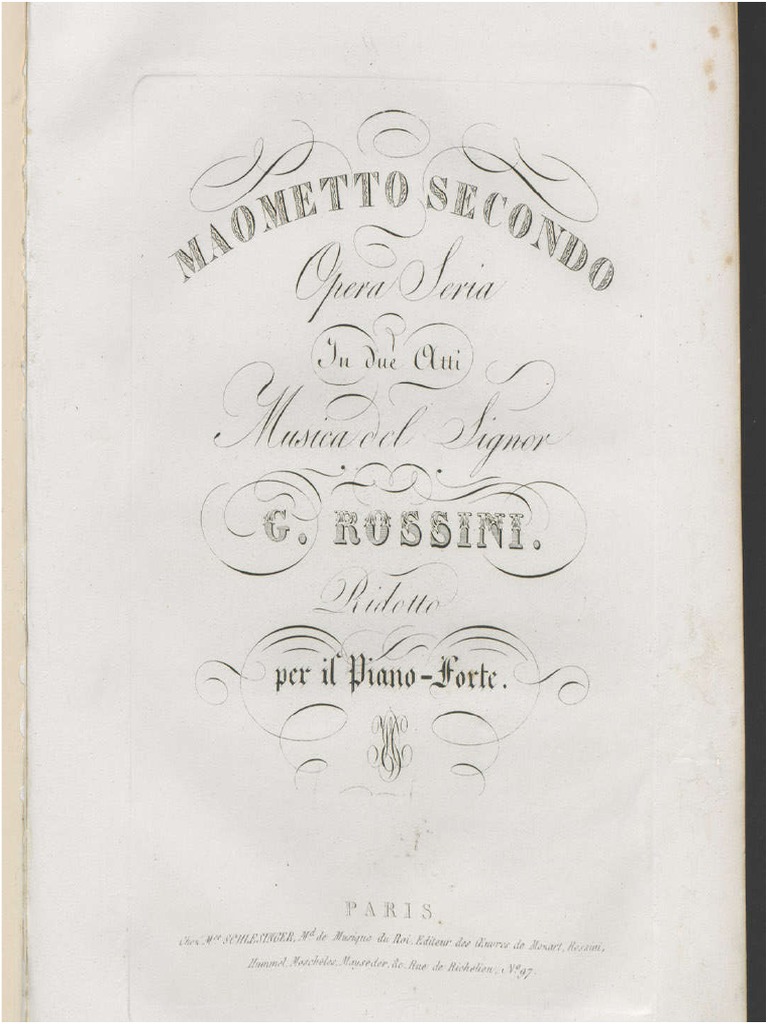 MAOMETTO SECONDO
Opera Seria
In due Atti
Musica del Signor
G. ROSSINI.
Ridotto
per il Piano-Forte.
PARIS,
Chez Mce SCHLESINGER, Md de Musique du Roi, Editeur des Œuvres de Mozart, Rossini,
Hummel, Moscheles, Mayseder, &c. Rue de Richelieu, No 97.